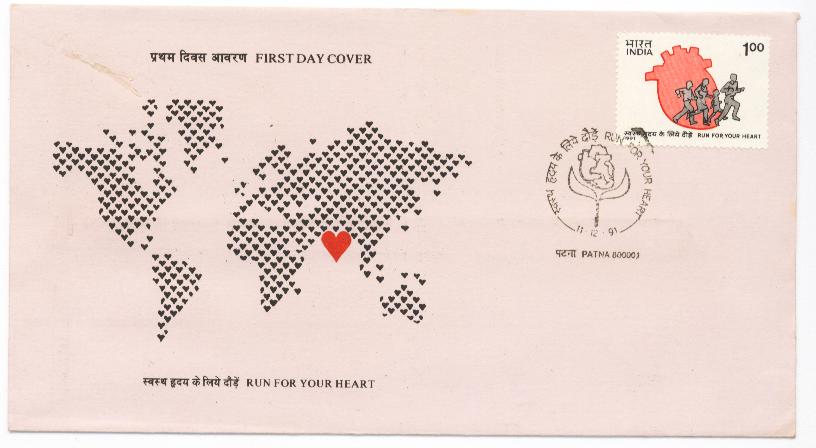 प्रथम दिवस आवरण FIRST DAY COVER
भारत
INDIA
1.00
स्वस्थ हृदय के लिये दौड़ें RUN FOR YOUR HEART
स्वस्थ हृदय के लिये दौड़ें RUN FOR YOUR HEART
11.12.91
पटना PATNA 800001
स्वस्थ हृदय के लिये दौड़ें RUN FOR YOUR HEART